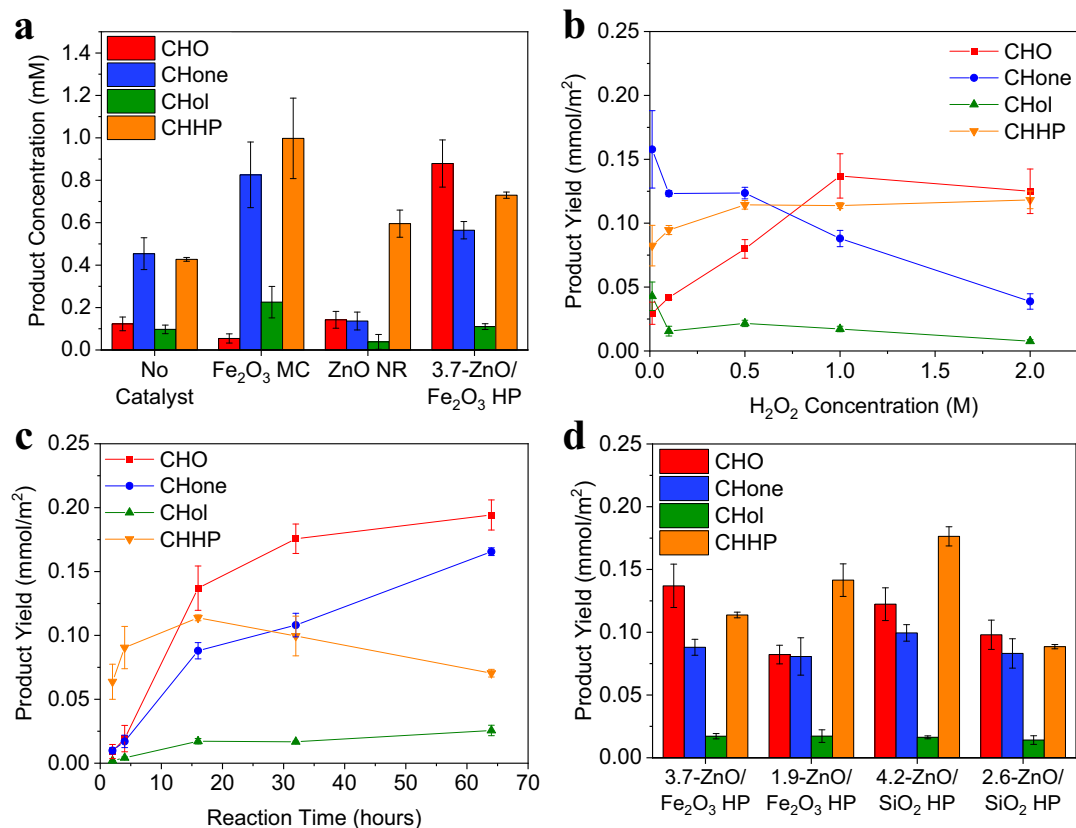 a
CHO
CHone
CHol
CHHP
Product Concentration (mM)
1.4
1.2
1.0
0.8
0.6
0.4
0.2
0.0
No
Catalyst
Fe₂O₃ MC
ZnO NR
3.7-ZnO/
Fe₂O₃ HP
b
CHO
CHone
CHol
CHHP
Product Yield (mmol/m²)
0.25
0.20
0.15
0.10
0.05
0.00
0.0
0.5
1.0
1.5
2.0
H₂O₂ Concentration (M)
c
CHO
CHone
CHol
CHHP
Product Yield (mmol/m²)
0.25
0.20
0.15
0.10
0.05
0.00
0
10
20
30
40
50
60
70
Reaction Time (hours)
d
CHO
CHone
CHol
CHHP
Product Yield (mmol/m²)
0.25
0.20
0.15
0.10
0.05
0.00
3.7-ZnO/
Fe₂O₃ HP
1.9-ZnO/
Fe₂O₃ HP
4.2-ZnO/
SiO₂ HP
2.6-ZnO/
SiO₂ HP